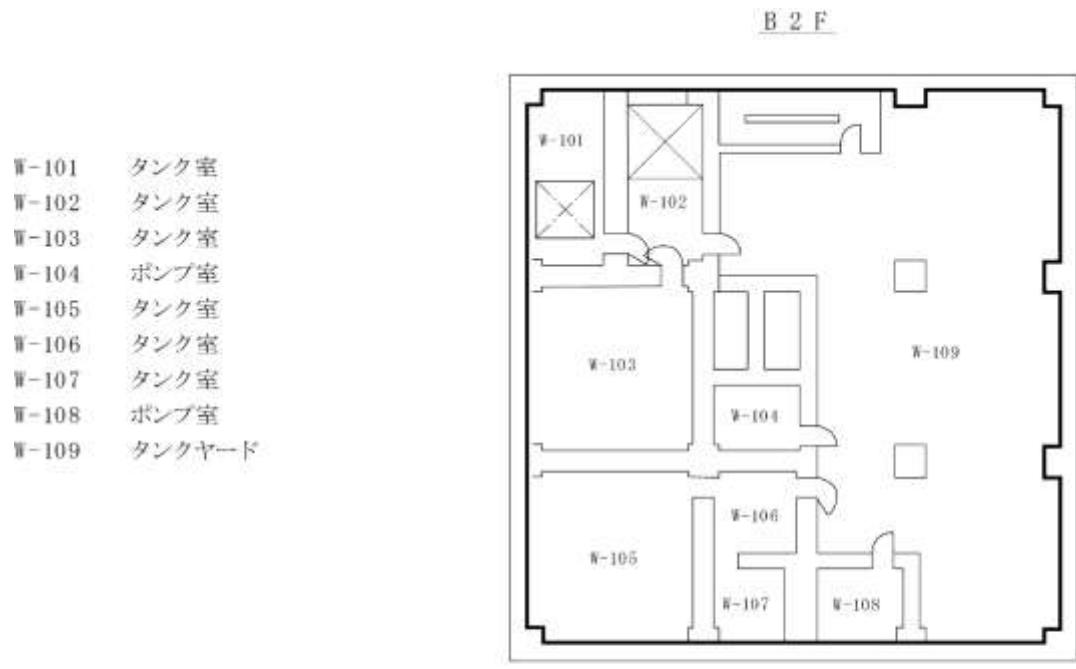 B2F
W-101 タンク室
W-102 タンク室
W-103 タンク室
W-104 ポンプ室
W-105 タンク室
W-106 タンク室
W-107 タンク室
W-108 ポンプ室
W-109 タンクヤード
W-101
W-102
W-109
W-103
W-104
W-106
W-105
W-107
W-108